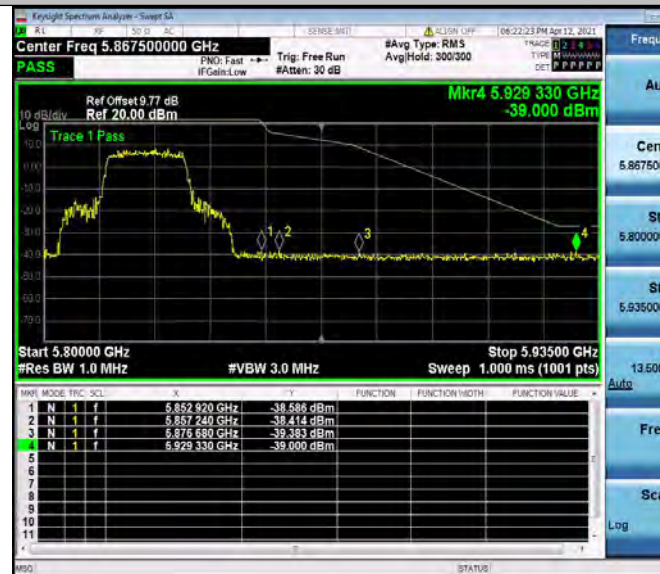 Keysight Spectrum Analyzer - Swept SA
RL RF 50 Ω AC SENSE:INT ALIGN OFF 06:22:23 PM Apr 12, 2021
Center Freq 5.867500000 GHz #Avg Type: RMS TRACE 1 2 3 4 5 6 Frequ
PASS PNO: Fast Trig: Free Run Avg|Hold: 300/300 TYPE M
IFGain:Low #Atten: 30 dB DET P P P P P P
Au
Ref Offset 9.77 dB Mkr4 5.929 330 GHz
10 dB/div Ref 20.00 dBm -39.000 dBm
Log
Trace 1 Pass
10.0
0.00
-10.0
-20.0
-30.0
-40.0
-50.0
-60.0
-70.0
1 2 3 4
Cen
5.867500
St
5.800000
St
5.935000
Start 5.80000 GHz Stop 5.93500 GHz
#Res BW 1.0 MHz #VBW 3.0 MHz Sweep 1.000 ms (1001 pts)
13.500
Auto
MKR MODE TRC SCL X Y FUNCTION FUNCTION WIDTH FUNCTION VALUE
1 N 1 f 5.852 920 GHz -38.586 dBm
2 N 1 f 5.857 240 GHz -38.414 dBm
3 N 1 f 5.876 680 GHz -39.383 dBm
4 N 1 f 5.929 330 GHz -39.000 dBm
5
6
7
8
9
10
11
Fre
Sca
Log
MSG STATUS